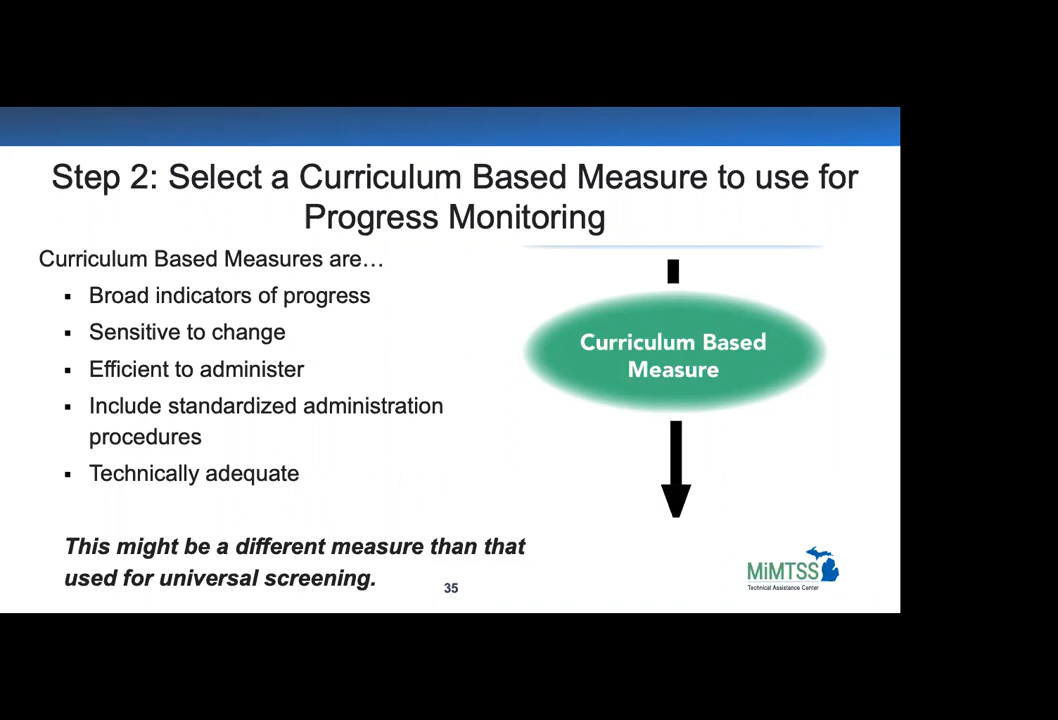 Step 2: Select a Curriculum Based Measure to use for
Progress Monitoring
Curriculum Based Measures are…
▪ Broad indicators of progress
▪ Sensitive to change
▪ Efficient to administer
▪ Include standardized administration
procedures
▪ Technically adequate
This might be a different measure than that
used for universal screening.
Curriculum Based
Measure
35
MiMTSS
Technical Assistance Center